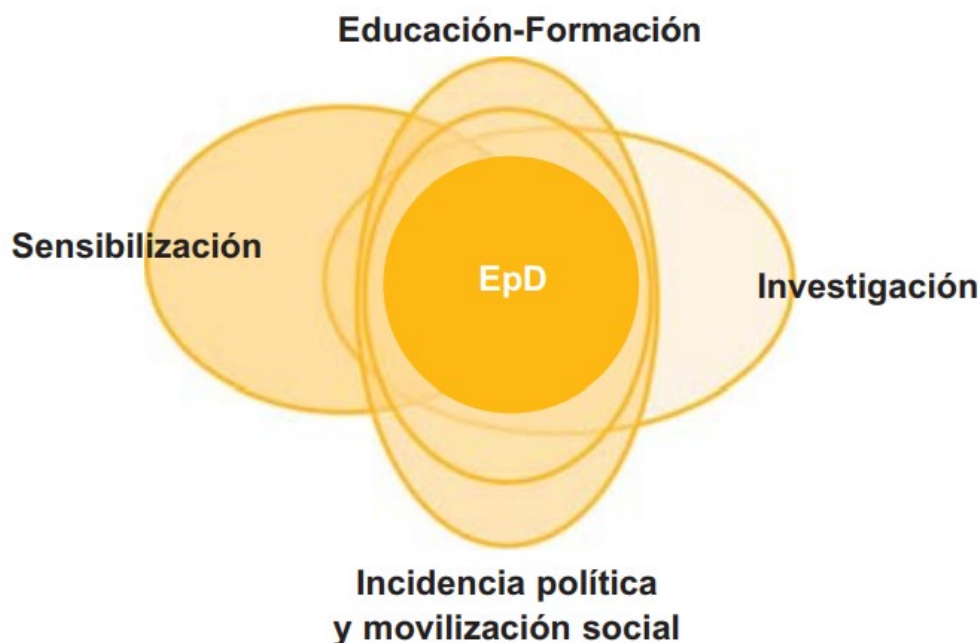 Educación-Formación
Sensibilización
EpD
Investigación
Incidencia política
y movilización social